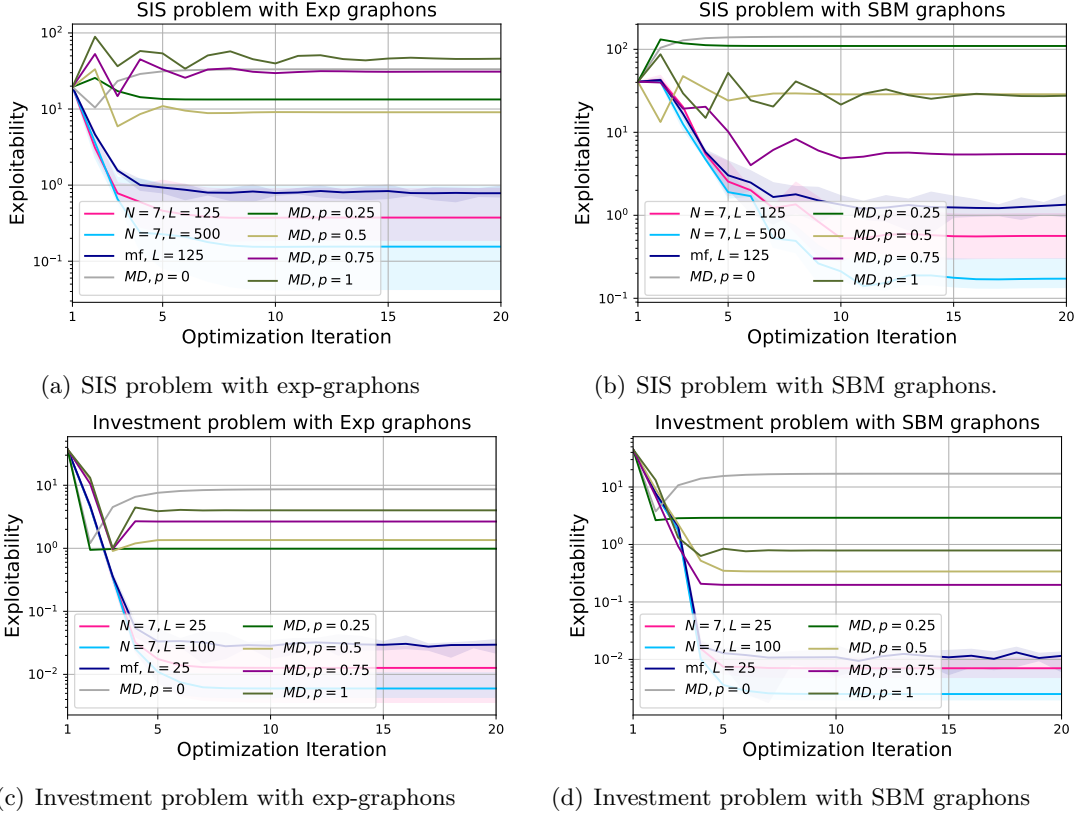 SIS problem with Exp graphons
Exploitability
10²
10¹
10⁰
10⁻¹
N = 7, L = 125
N = 7, L = 500
mf, L = 125
MD, p = 0
MD, p = 0.25
MD, p = 0.5
MD, p = 0.75
MD, p = 1
1 5 10 15 20
Optimization Iteration
(a) SIS problem with exp-graphons
SIS problem with SBM graphons
Exploitability
10²
10¹
10⁰
10⁻¹
N = 7, L = 125
N = 7, L = 500
mf, L = 125
MD, p = 0
MD, p = 0.25
MD, p = 0.5
MD, p = 0.75
MD, p = 1
1 5 10 15 20
Optimization Iteration
(b) SIS problem with SBM graphons.
Investment problem with Exp graphons
Exploitability
10¹
10⁰
10⁻¹
10⁻²
N = 7, L = 25
N = 7, L = 100
mf, L = 25
MD, p = 0
MD, p = 0.25
MD, p = 0.5
MD, p = 0.75
MD, p = 1
1 5 10 15 20
Optimization Iteration
(c) Investment problem with exp-graphons
Investment problem with SBM graphons
Exploitability
10¹
10⁰
10⁻¹
10⁻²
N = 7, L = 25
N = 7, L = 100
mf, L = 25
MD, p = 0
MD, p = 0.25
MD, p = 0.5
MD, p = 0.75
MD, p = 1
1 5 10 15 20
Optimization Iteration
(d) Investment problem with SBM graphons